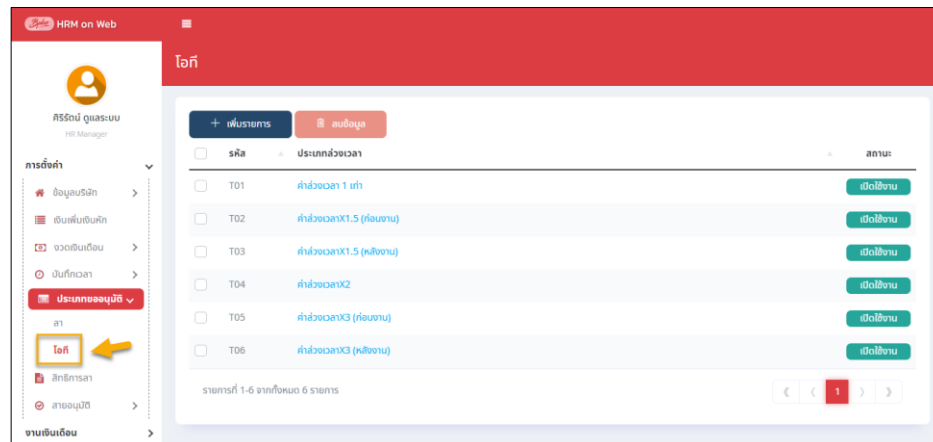 Bplus HRM on Web
โอที
ศิริรัตน์ ดูแลระบบ
HR Manager
การตั้งค่า
ข้อมูลบริษัท
เงินเพิ่มเงินหัก
งวดเงินเดือน
บันทึกเวลา
ประเภทขออนุมัติ
ลา
โอที
สิทธิการลา
สายอนุมัติ
งานเงินเดือน
+ เพิ่มรายการ
ลบข้อมูล
รหัส ประเภทล่วงเวลา สถานะ
T01 ค่าล่วงเวลา 1 เท่า เปิดใช้งาน
T02 ค่าล่วงเวลาX1.5 (ก่อนงาน) เปิดใช้งาน
T03 ค่าล่วงเวลาX1.5 (หลังงาน) เปิดใช้งาน
T04 ค่าล่วงเวลาX2 เปิดใช้งาน
T05 ค่าล่วงเวลาX3 (ก่อนงาน) เปิดใช้งาน
T06 ค่าล่วงเวลาX3 (หลังงาน) เปิดใช้งาน
รายการที่ 1-6 จากทั้งหมด 6 รายการ
1